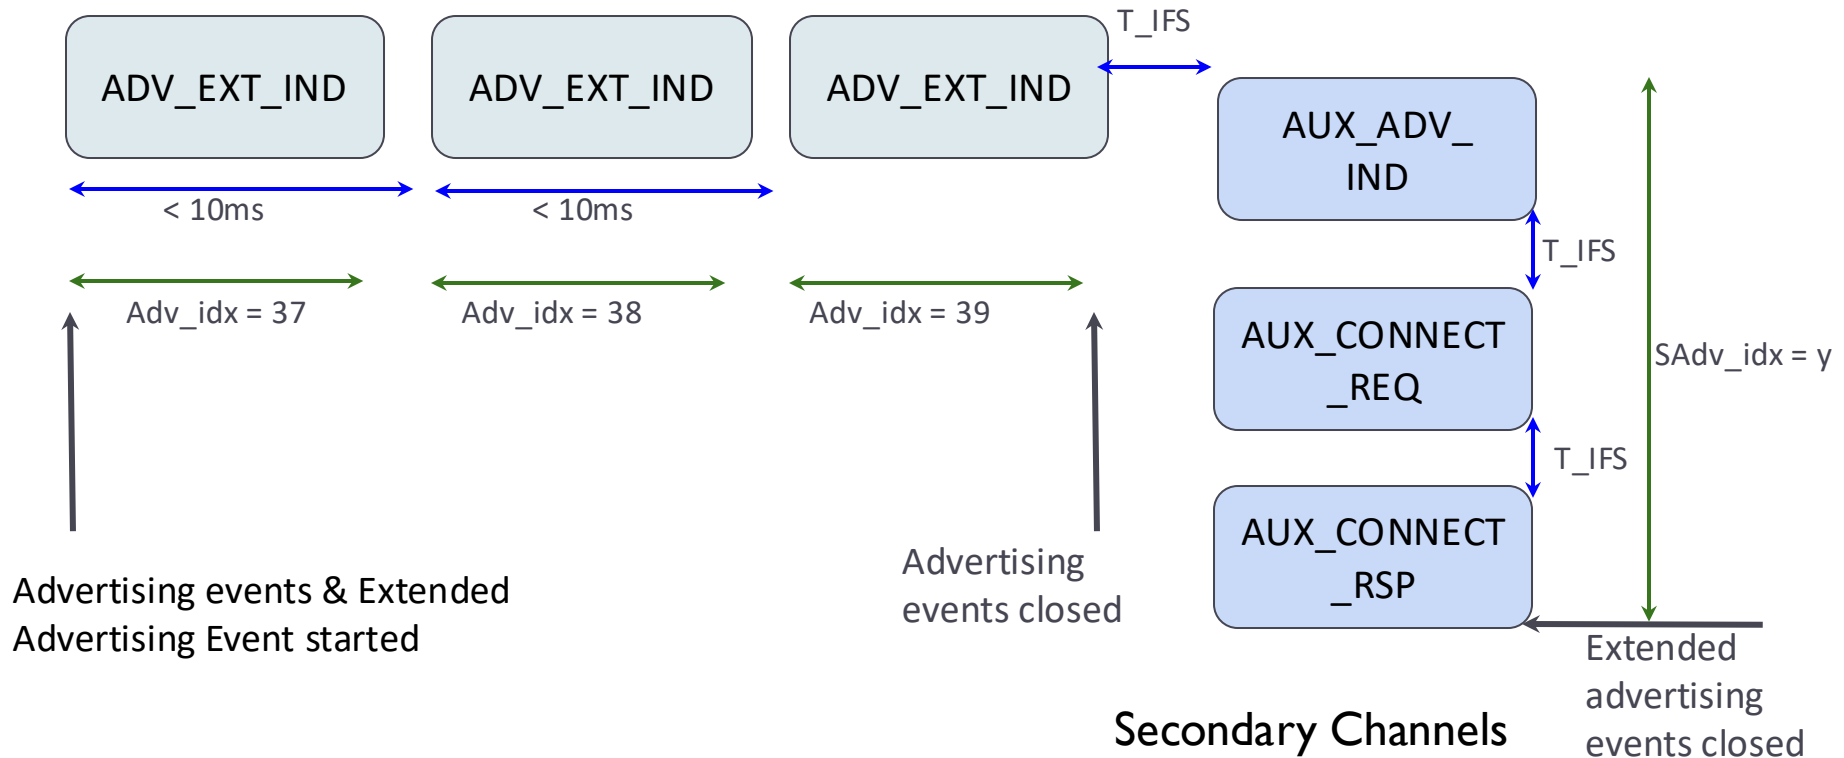 T_IFS
ADV_EXT_IND
ADV_EXT_IND
ADV_EXT_IND
AUX_ADV_
IND
< 10ms
< 10ms
T_IFS
Adv_idx = 37
Adv_idx = 38
Adv_idx = 39
AUX_CONNECT
_REQ
SAdv_idx = y
T_IFS
AUX_CONNECT
_RSP
Advertising events & Extended
Advertising Event started
Advertising
events closed
Extended
advertising
events closed
Secondary Channels